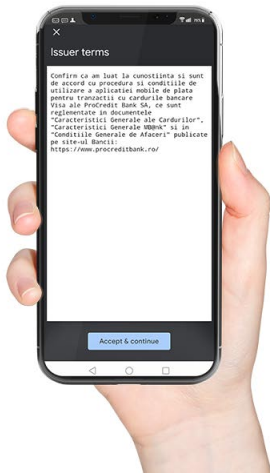 Issuer terms
Confirm ca am luat la cunostiinta si sunt
de acord cu procedura si conditiile de
utilizare a aplicatiei mobile de plata
pentru tranzactii cu cardurile bancare
Visa ale ProCredit Bank SA, ce sunt
reglementate in documentele
"Caracteristici Generale ale Cardurilor",
"Caracteristici Generale MB@nk" si in
"Conditiile Generale de Afaceri" publicate
pe site-ul Bancii:
https://www.procreditbank.ro/
Accept & continue